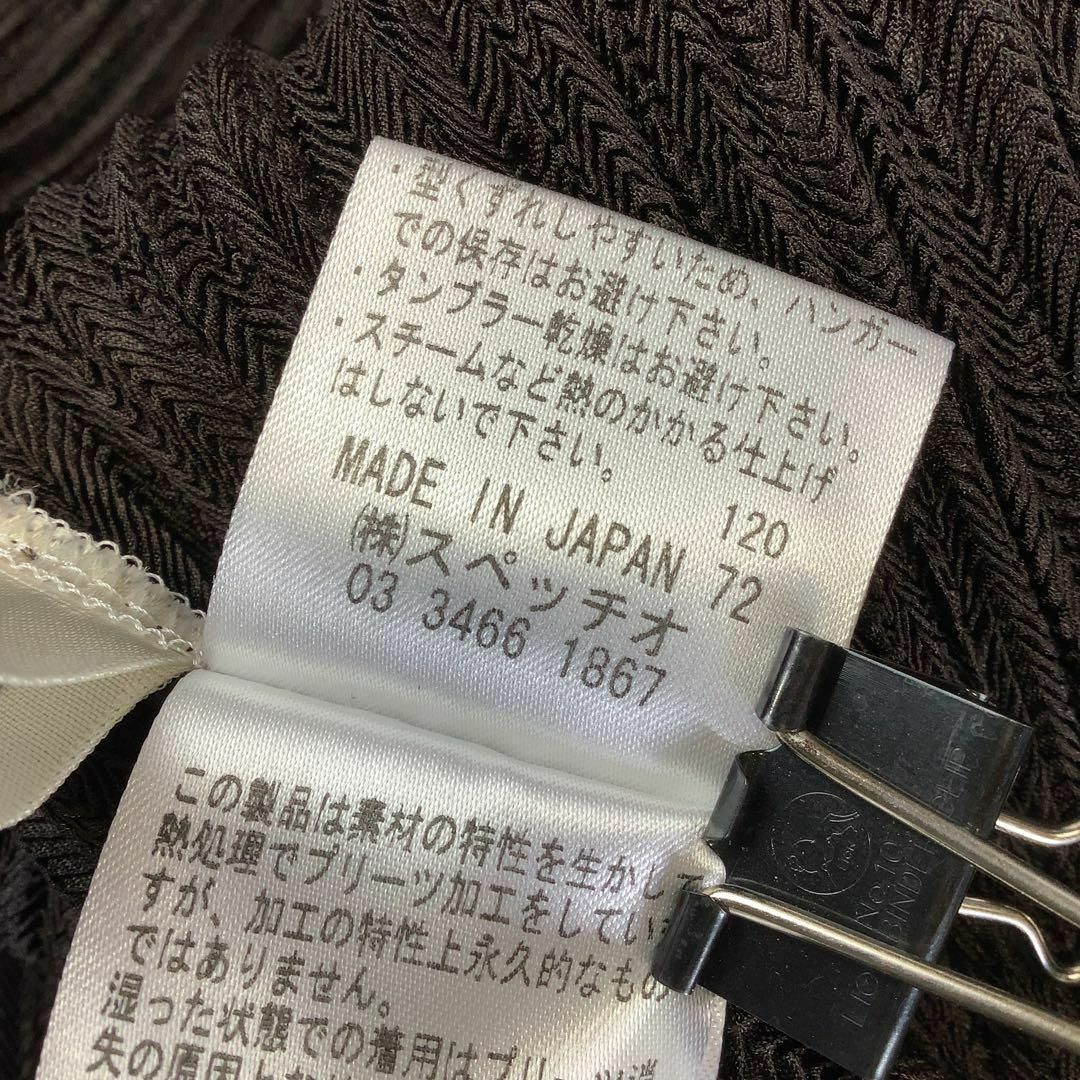 ・型くずれしやすいため、ハンガー
での保存はお避け下さい。
・タンブラー乾燥はお避け下さい。
・スチームなど熱のかかる仕上げ
はしないで下さい。
120
MADE IN JAPAN 72
(株)スペッチオ
03 3466 1867
この製品は素材の特性を生かして
熱処理でプリーツ加工をしていま
すが、加工の特性上永久的なもの
ではありません。
湿った状態での着用はプリーツ消
失の原因と
No.10